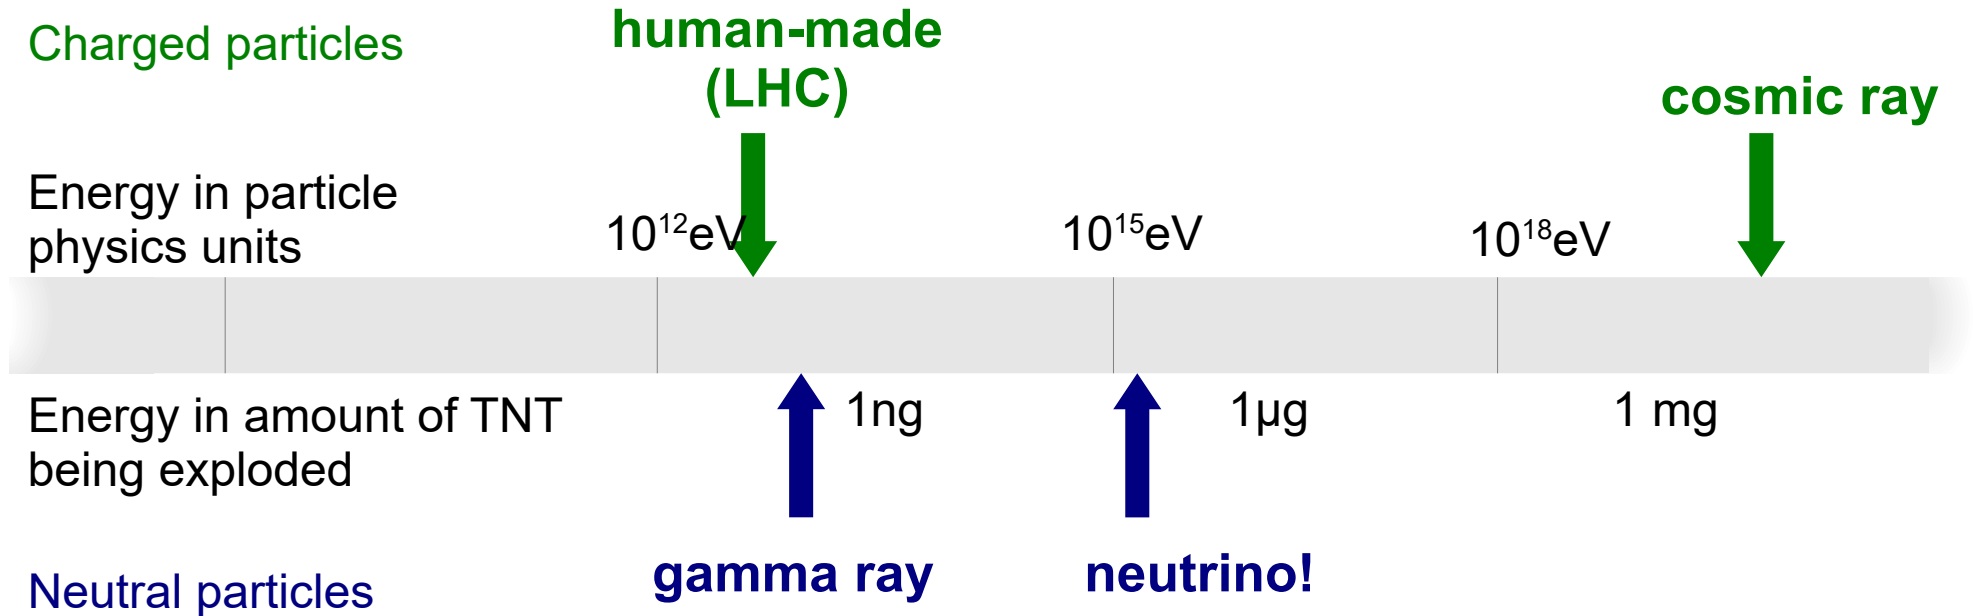 Charged particles
human-made
(LHC)
cosmic ray
Energy in particle
physics units
10¹²eV
10¹⁵eV
10¹⁸eV
Energy in amount of TNT
being exploded
1ng
1µg
1 mg
gamma ray
neutrino!
Neutral particles